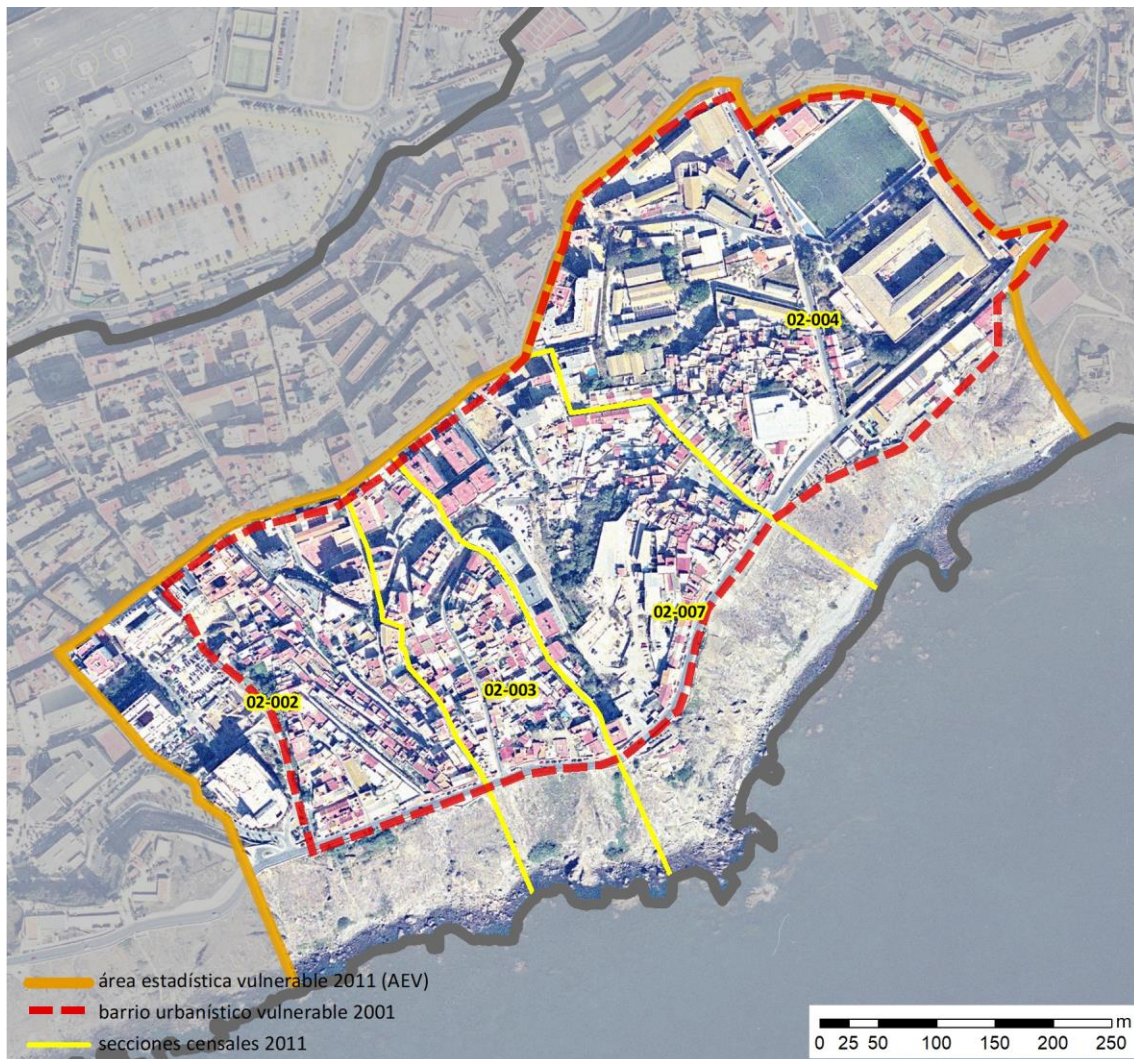 02-004
02-007
02-003
02-002
área estadística vulnerable 2011 (AEV)
barrio urbanístico vulnerable 2001
secciones censales 2011
m
0 25 50 100 150 200 250